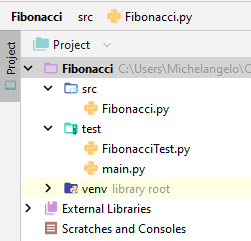 Fibonacci src Fibonacci.py
Project
Project
Fibonacci C:\Users\Michelangelo\
src
Fibonacci.py
test
FibonacciTest.py
main.py
venv library root
External Libraries
Scratches and Consoles